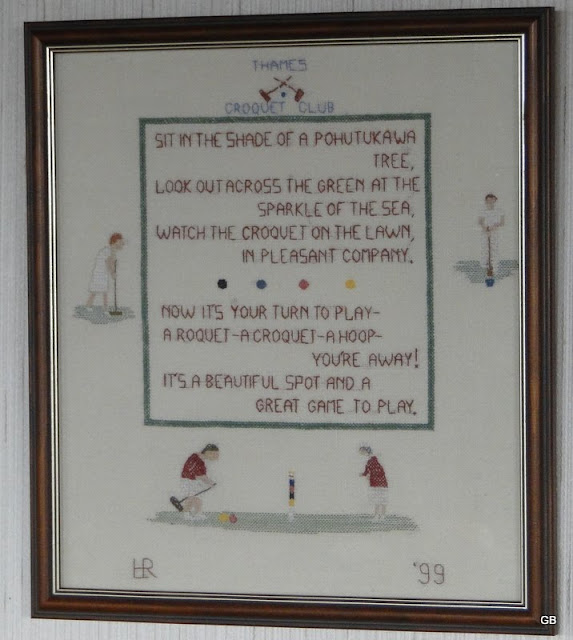 THAMES
CROQUET CLUB
SIT IN THE SHADE OF A POHUTUKAWA
TREE,
LOOK OUT ACROSS THE GREEN AT THE
SPARKLE OF THE SEA,
WATCH THE CROQUET ON THE LAWN,
IN PLEASANT COMPANY.
NOW IT'S YOUR TURN TO PLAY-
A ROQUET-A CROQUET-A HOOP-
YOU'RE AWAY!
IT'S A BEAUTIFUL SPOT AND A
GREAT GAME TO PLAY.
'99
GB